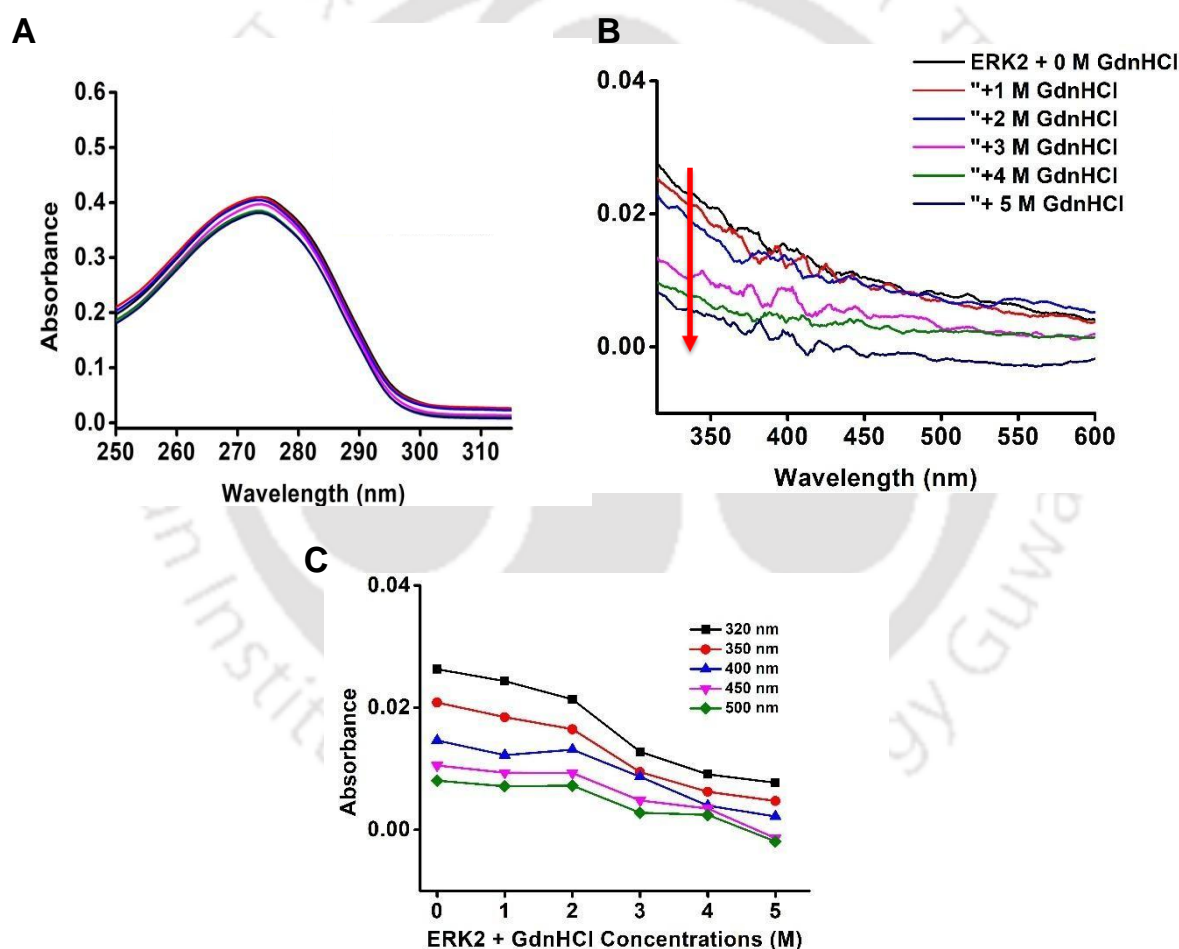 A
0.6
0.5
0.4
0.3
0.2
0.1
0.0
Absorbance
250 260 270 280 290 300 310
Wavelength (nm)
B
0.04
0.02
0.00
ERK2 + 0 M GdnHCl
"+1 M GdnHCl
"+2 M GdnHCl
"+3 M GdnHCl
"+4 M GdnHCl
"+ 5 M GdnHCl
350 400 450 500 550 600
Wavelength (nm)
C
0.04
0.02
0.00
Absorbance
320 nm
350 nm
400 nm
450 nm
500 nm
0 1 2 3 4 5
ERK2 + GdnHCl Concentrations (M)